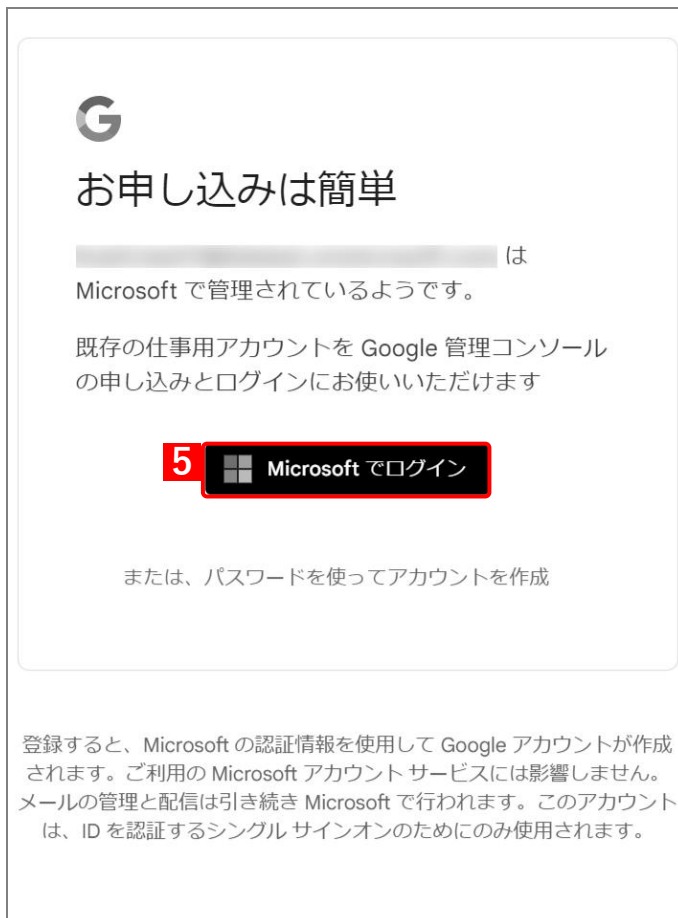 G
お申し込みは簡単
は
Microsoft で管理されているようです。
既存の仕事用アカウントを Google 管理コンソール
の申し込みとログインにお使いいただけます
5 Microsoft でログイン
または、パスワードを使ってアカウントを作成
登録すると、Microsoft の認証情報を使用して Google アカウントが作成
されます。ご利用の Microsoft アカウント サービスには影響しません。
メールの管理と配信は引き続き Microsoft で行われます。このアカウント
は、ID を認証するシングル サインオンのためにのみ使用されます。